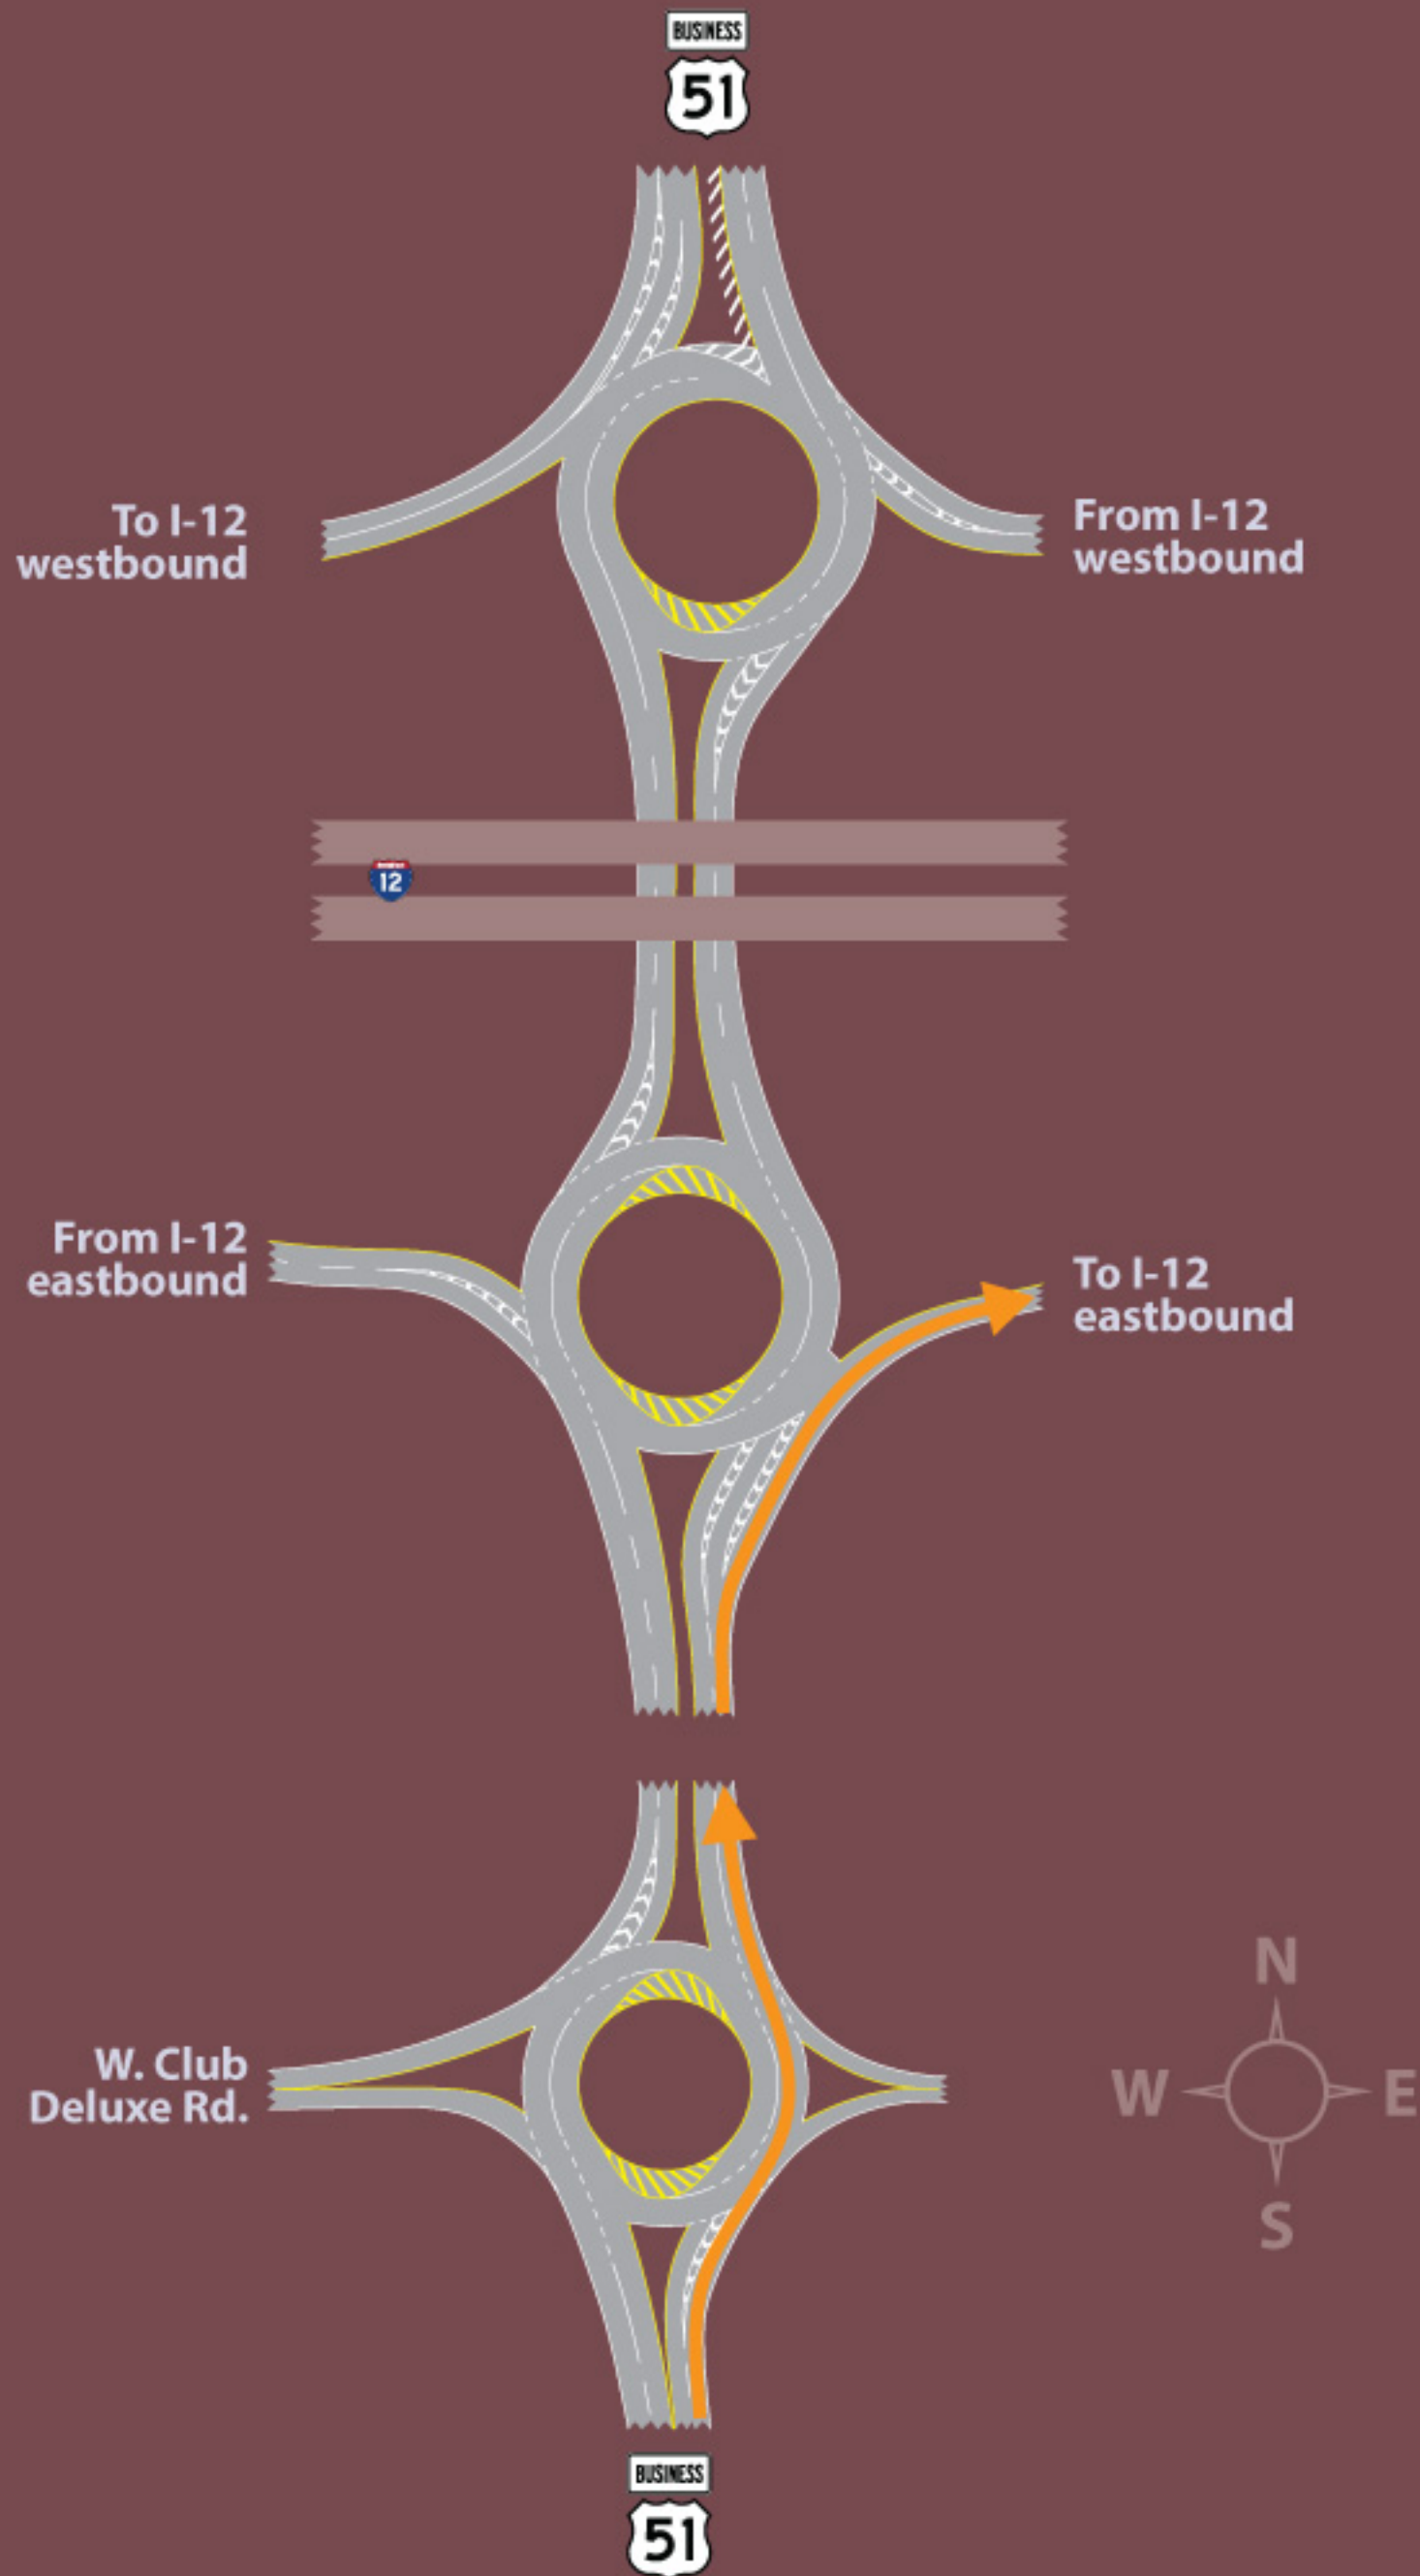 BUSINESS
51
To I-12
westbound
From I-12
westbound
12
From I-12
eastbound
To I-12
eastbound
W. Club
Deluxe Rd.
N
W
E
S
BUSINESS
51